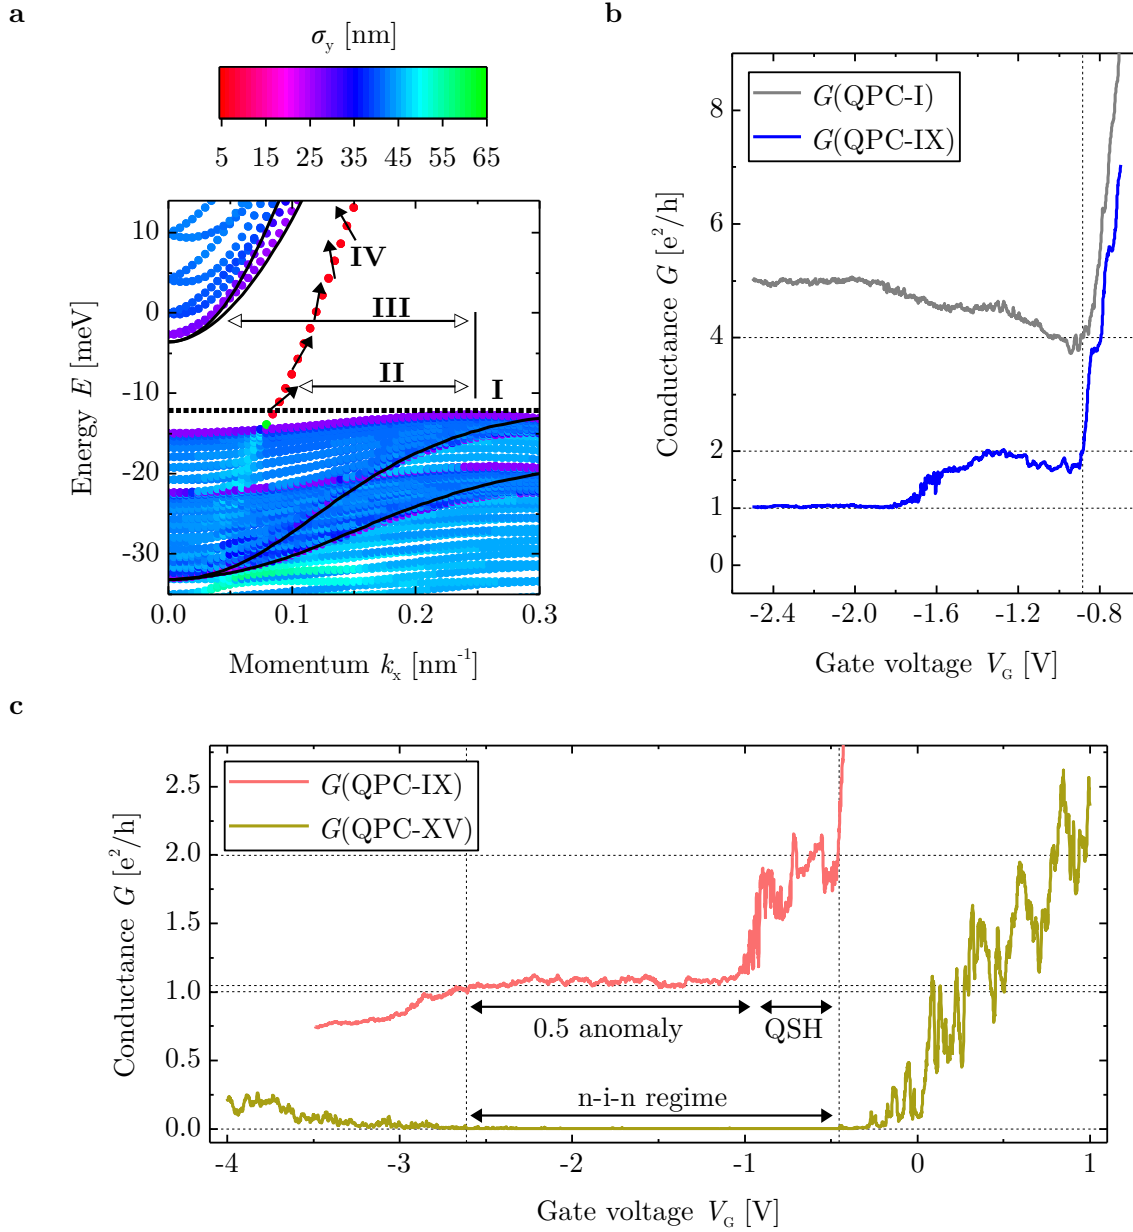 a
σy [nm]
5 15 25 35 45 55 65
10
0
-10
-20
-30
Energy E [meV]
I
II
III
IV
0.0 0.1 0.2 0.3
Momentum kx [nm-1]
b
G(QPC-I)
G(QPC-IX)
8
6
4
2
1
0
Conductance G [e2/h]
-2.4 -2.0 -1.6 -1.2 -0.8
Gate voltage VG [V]
c
G(QPC-IX)
G(QPC-XV)
2.5
2.0
1.5
1.0
0.5
0.0
Conductance G [e2/h]
0.5 anomaly
QSH
n-i-n regime
-4 -3 -2 -1 0 1
Gate voltage VG [V]